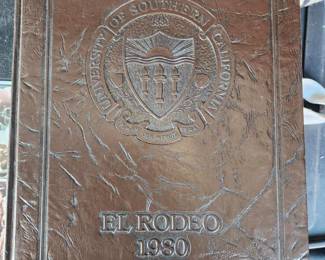 UNIVERSITY OF SOUTHERN CALIFORNIA
EL RODEO
1980